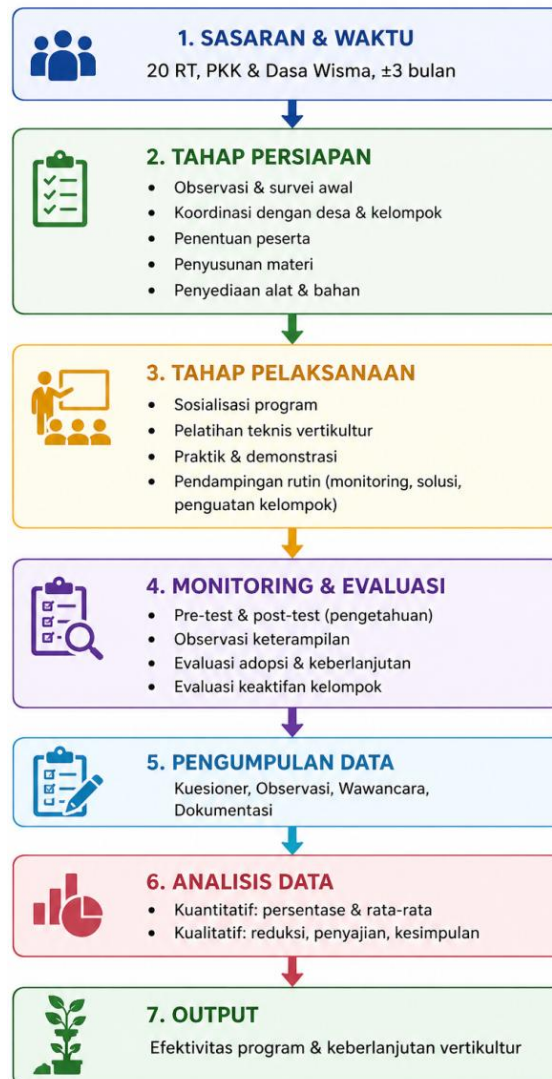 1. SASARAN & WAKTU
20 RT, PKK & Dasa Wisma, ±3 bulan
2. TAHAP PERSIAPAN
• Observasi & survei awal
• Koordinasi dengan desa & kelompok
• Penentuan peserta
• Penyusunan materi
• Penyediaan alat & bahan
3. TAHAP PELAKSANAAN
• Sosialisasi program
• Pelatihan teknis vertikultur
• Praktik & demonstrasi
• Pendampingan rutin (monitoring, solusi,
penguatan kelompok)
4. MONITORING & EVALUASI
• Pre-test & post-test (pengetahuan)
• Observasi keterampilan
• Evaluasi adopsi & keberlanjutan
• Evaluasi keaktifan kelompok
5. PENGUMPULAN DATA
Kuesioner, Observasi, Wawancara,
Dokumentasi
6. ANALISIS DATA
• Kuantitatif: persentase & rata-rata
• Kualitatif: reduksi, penyajian, kesimpulan
7. OUTPUT
Efektivitas program & keberlanjutan vertikultur